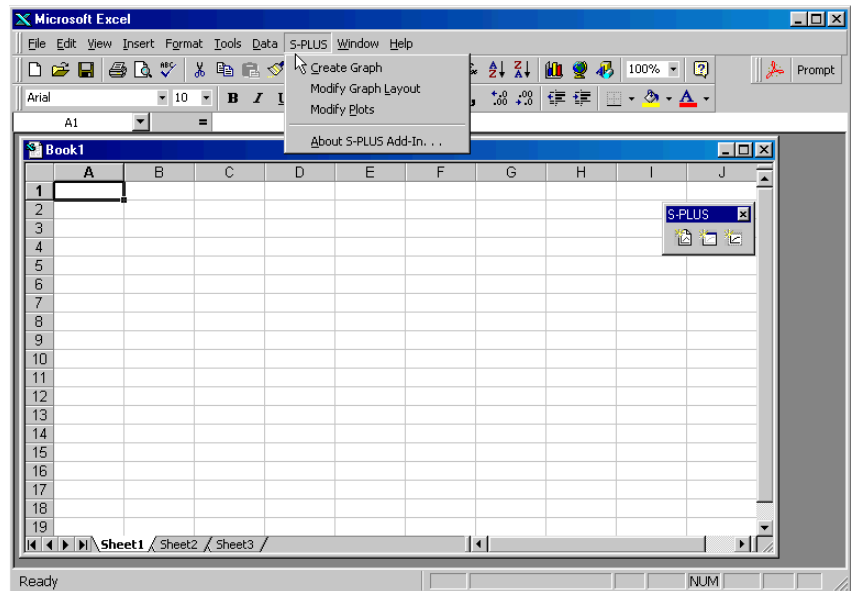 Microsoft Excel
File Edit View Insert Format Tools Data S-PLUS Window Help
ABC 100% Prompt
Arial 10 B I U
A1 =
Create Graph
Modify Graph Layout
Modify Plots
About S-PLUS Add-In. . .
Book1
A B C D E F G H I J
1
2
3
4
5
6
7
8
9
10
11
12
13
14
15
16
17
18
19
S-PLUS
Sheet1 Sheet2 Sheet3
Ready NUM